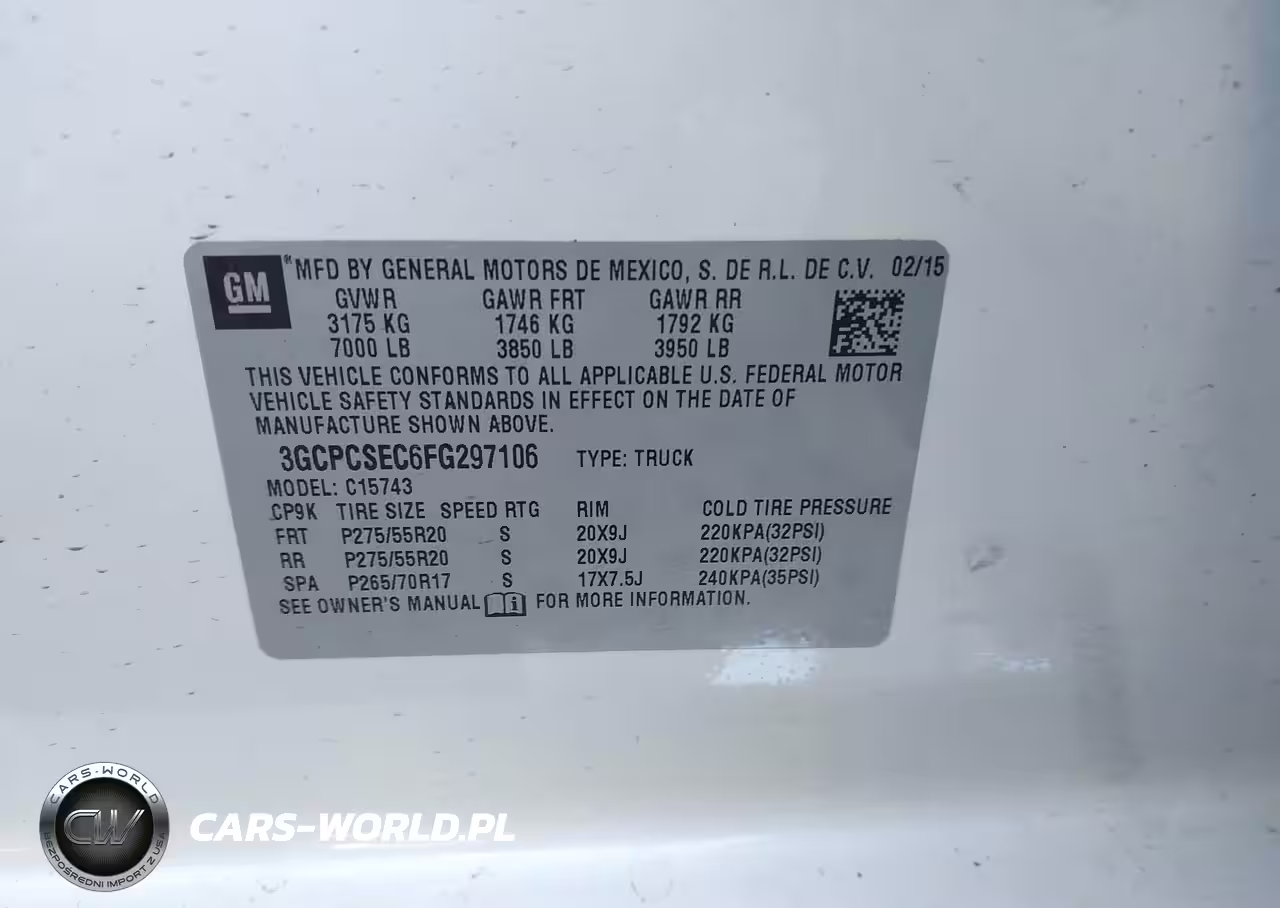 GM ® MFD BY GENERAL MOTORS DE MEXICO, S. DE R.L. DE C.V. 02/15
GVWR GAWR FRT GAWR RR
3175 KG 1746 KG 1792 KG
7000 LB 3850 LB 3950 LB
THIS VEHICLE CONFORMS TO ALL APPLICABLE U.S. FEDERAL MOTOR
VEHICLE SAFETY STANDARDS IN EFFECT ON THE DATE OF
MANUFACTURE SHOWN ABOVE.
3GCPCSEC6FG297106 TYPE: TRUCK
MODEL: C15743
CP9K TIRE SIZE SPEED RTG RIM COLD TIRE PRESSURE
FRT P275/55R20 S 20X9J 220KPA(32PSI)
RR P275/55R20 S 20X9J 220KPA(32PSI)
SPA P265/70R17 S 17X7.5J 240KPA(35PSI)
SEE OWNER'S MANUAL FOR MORE INFORMATION.
CARS-WORLD
CW
BEZPOŚREDNI IMPORT Z USA
CARS-WORLD.PL